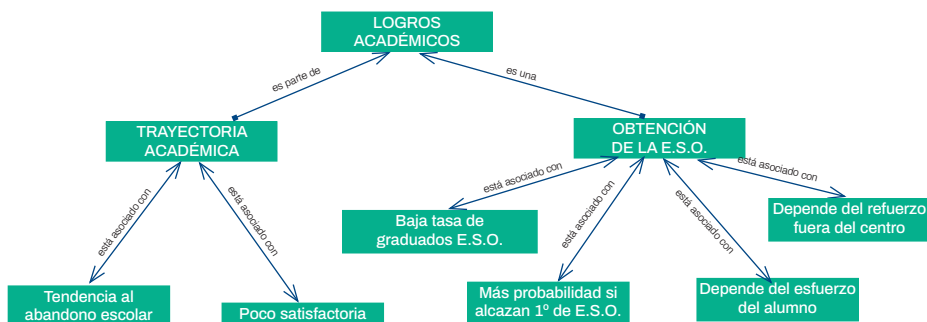 LOGROS
ACADÉMICOS
es parte de
es una
TRAYECTORIA
ACADÉMICA
OBTENCIÓN
DE LA E.S.O.
está asociado con
está asociado con
está asociado con
está asociado con
está asociado con
está asociado con
Baja tasa de
graduados E.S.O.
Depende del refuerzo
fuera del centro
Tendencia al
abandono escolar
Poco satisfactoria
Más probabilidad si
alcazan 1º de E.S.O.
Depende del esfuerzo
del alumno